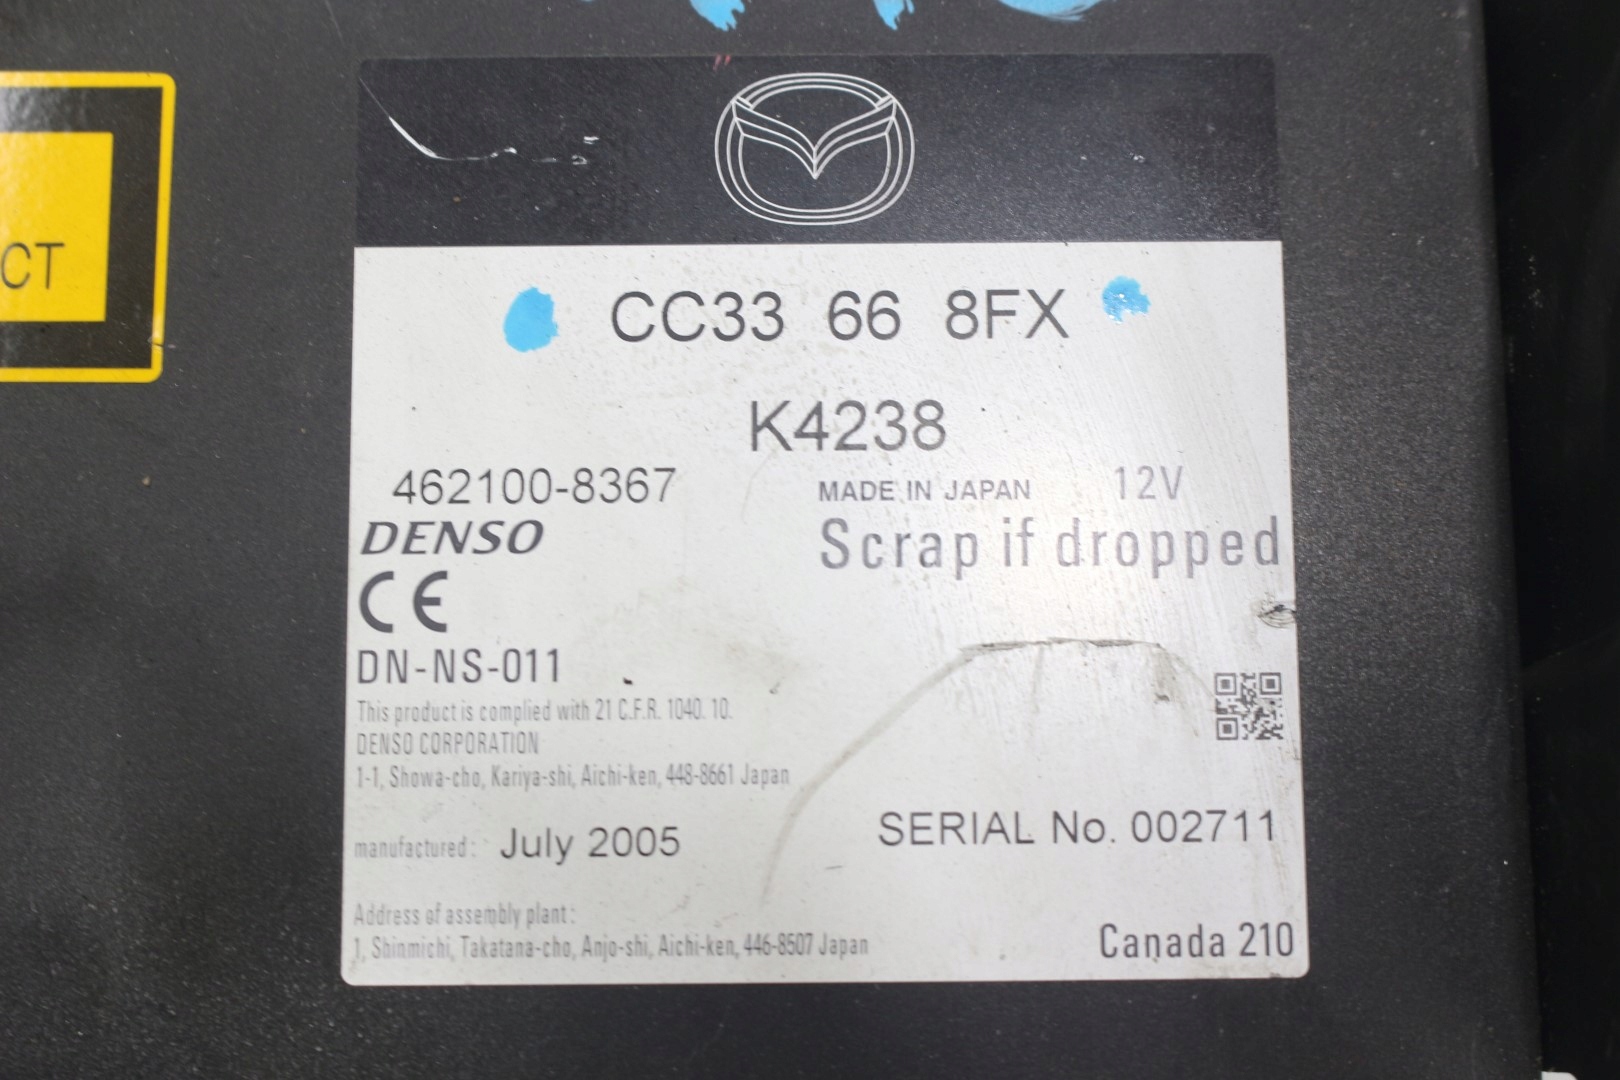 CT
CC33 66 8FX
K4238
462100-8367
MADE IN JAPAN 12V
DENSO
Scrap if dropped
CE
DN-NS-011
This product is complied with 21 C.F.R. 1040. 10.
DENSO CORPORATION
1-1, Showa-cho, Kariya-shi, Aichi-ken, 448-8661 Japan
manufactured: July 2005
SERIAL No. 002711
Address of assembly plant:
1, Shinmichi, Takatana-cho, Anjo-shi, Aichi-ken, 446-8507 Japan
Canada 210